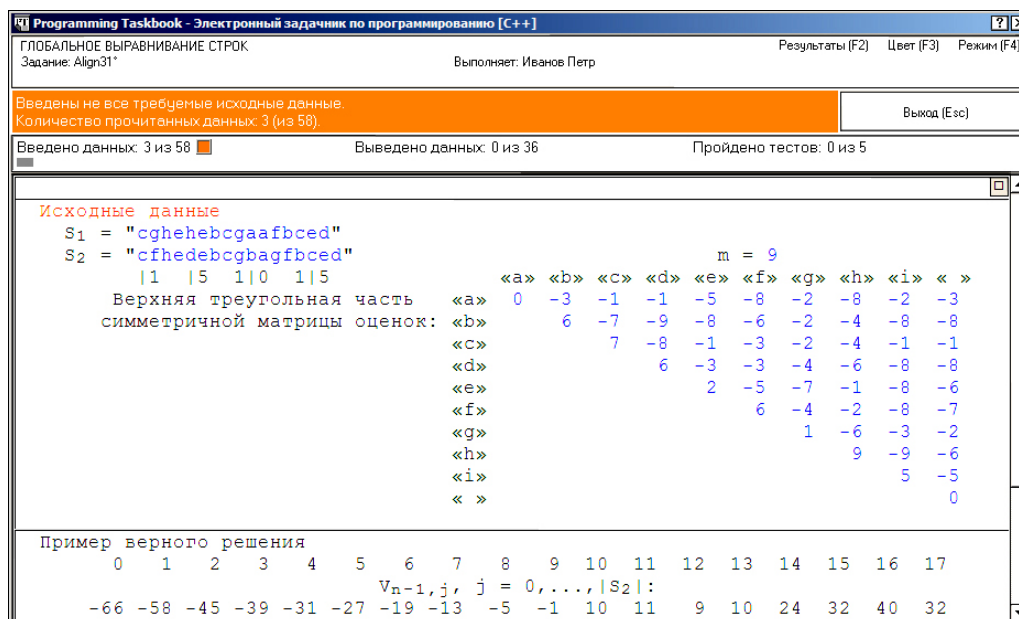 Programming Taskbook - Электронный задачник по программированию [C++]
ГЛОБАЛЬНОЕ ВЫРАВНИВАНИЕ СТРОК
Результаты (F2) Цвет (F3) Режим (F4)
Задание: Align31°
Выполняет: Иванов Петр
Введены не все требуемые исходные данные.
Количество прочитанных данных: 3 (из 58).
Выход (Esc)
Введено данных: 3 из 58
Выведено данных: 0 из 36
Пройдено тестов: 0 из 5
Исходные данные
S1 = "cghehebcgaafbced"
S2 = "cfhedebcgbagfbced" m = 9
|1 |5 1|0 1|5 «a» «b» «c» «d» «e» «f» «g» «h» «i» « »
Верхняя треугольная часть «a» 0 -3 -1 -1 -5 -8 -2 -8 -2 -3
симметричной матрицы оценок: «b» 6 -7 -9 -8 -6 -2 -4 -8 -8
«c» 7 -8 -1 -3 -2 -4 -1 -1
«d» 6 -3 -3 -4 -6 -8 -8
«e» 2 -5 -7 -1 -8 -6
«f» 6 -4 -2 -8 -7
«g» 1 -6 -3 -2
«h» 9 -9 -6
«i» 5 -5
« » 0
Пример верного решения
0 1 2 3 4 5 6 7 8 9 10 11 12 13 14 15 16 17
Vn-1,j, j = 0,...,|S2|:
-66 -58 -45 -39 -31 -27 -19 -13 -5 -1 10 11 9 10 24 32 40 32